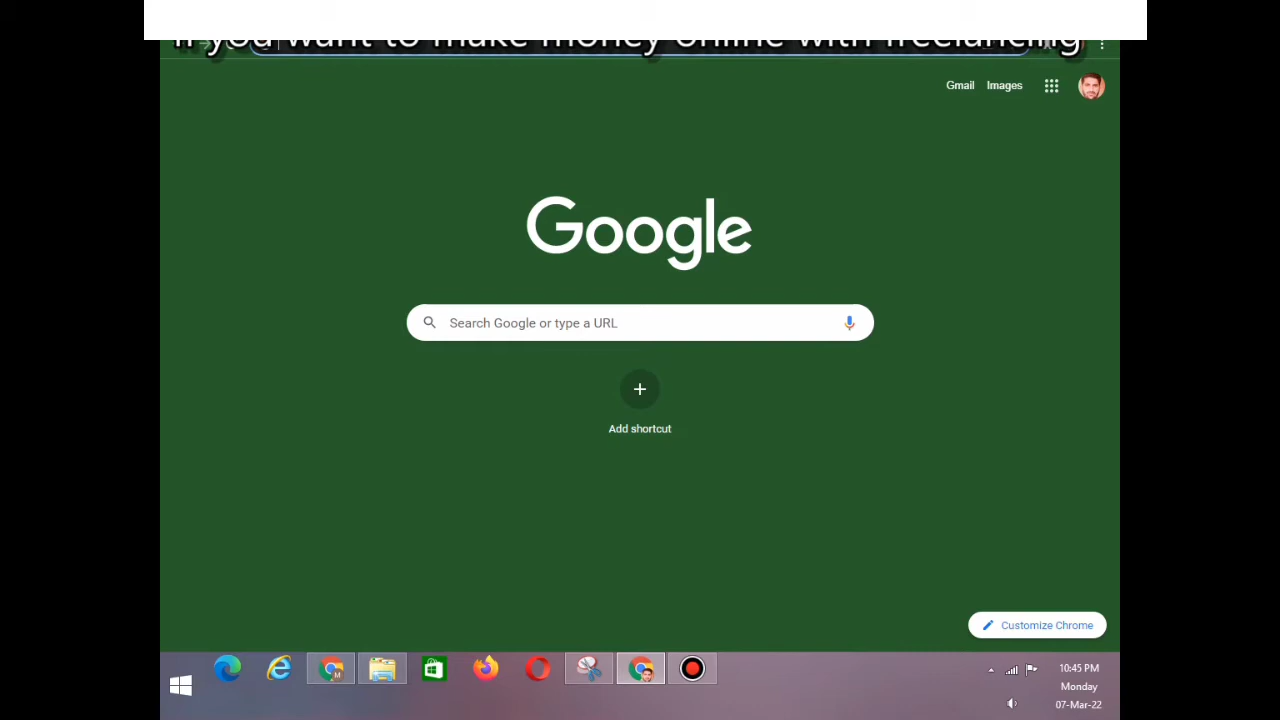 If you want to make money online with freelancing
Gmail Images
Google
Search Google or type a URL
Add shortcut
Customize Chrome
M
10:45 PM
Monday
07-Mar-22